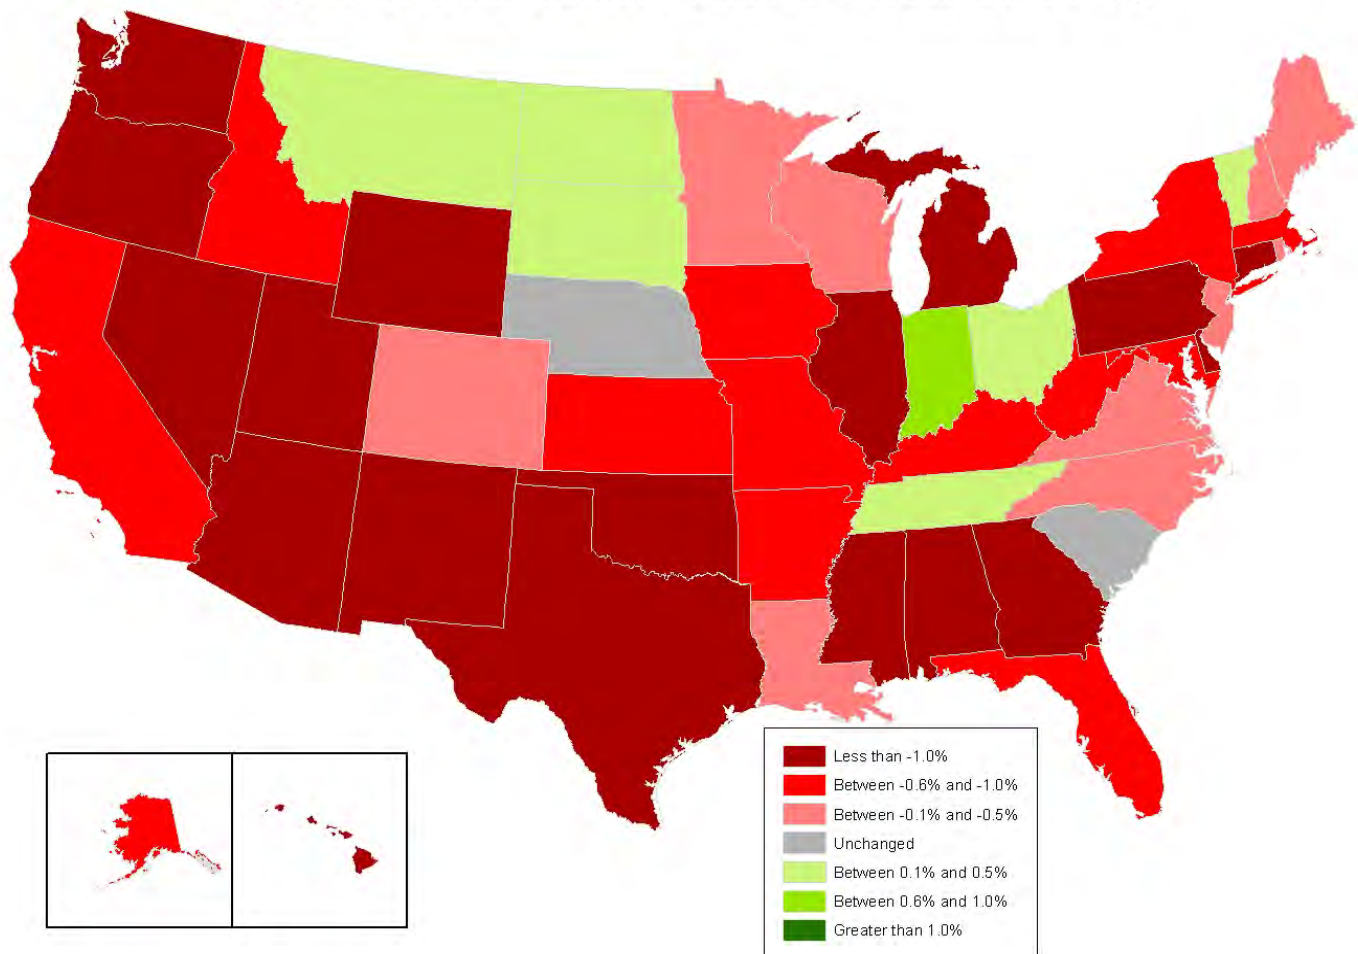 Less than -1.0%
Between -0.6% and -1.0%
Between -0.1% and -0.5%
Unchanged
Between 0.1% and 0.5%
Between 0.6% and 1.0%
Greater than 1.0%